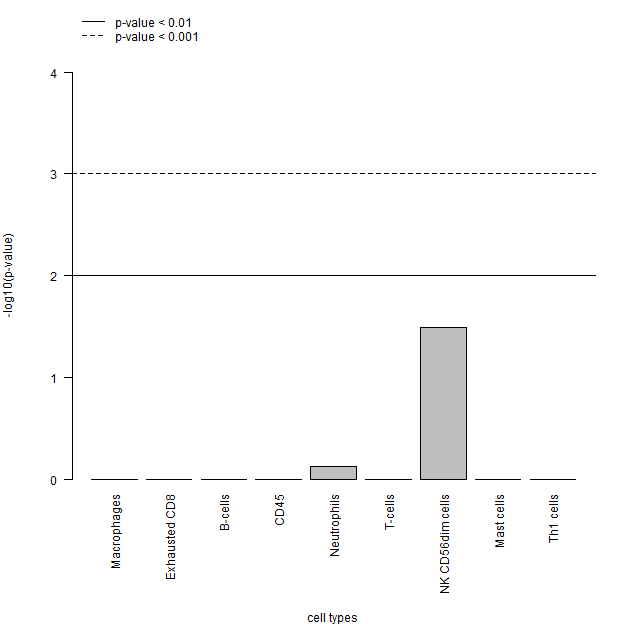 p-value < 0.01
p-value < 0.001
4
3
2
1
0
-log10(p-value)
Macrophages
Exhausted CD8
B-cells
CD45
Neutrophils
T-cells
NK CD56dim cells
Mast cells
Th1 cells
cell types